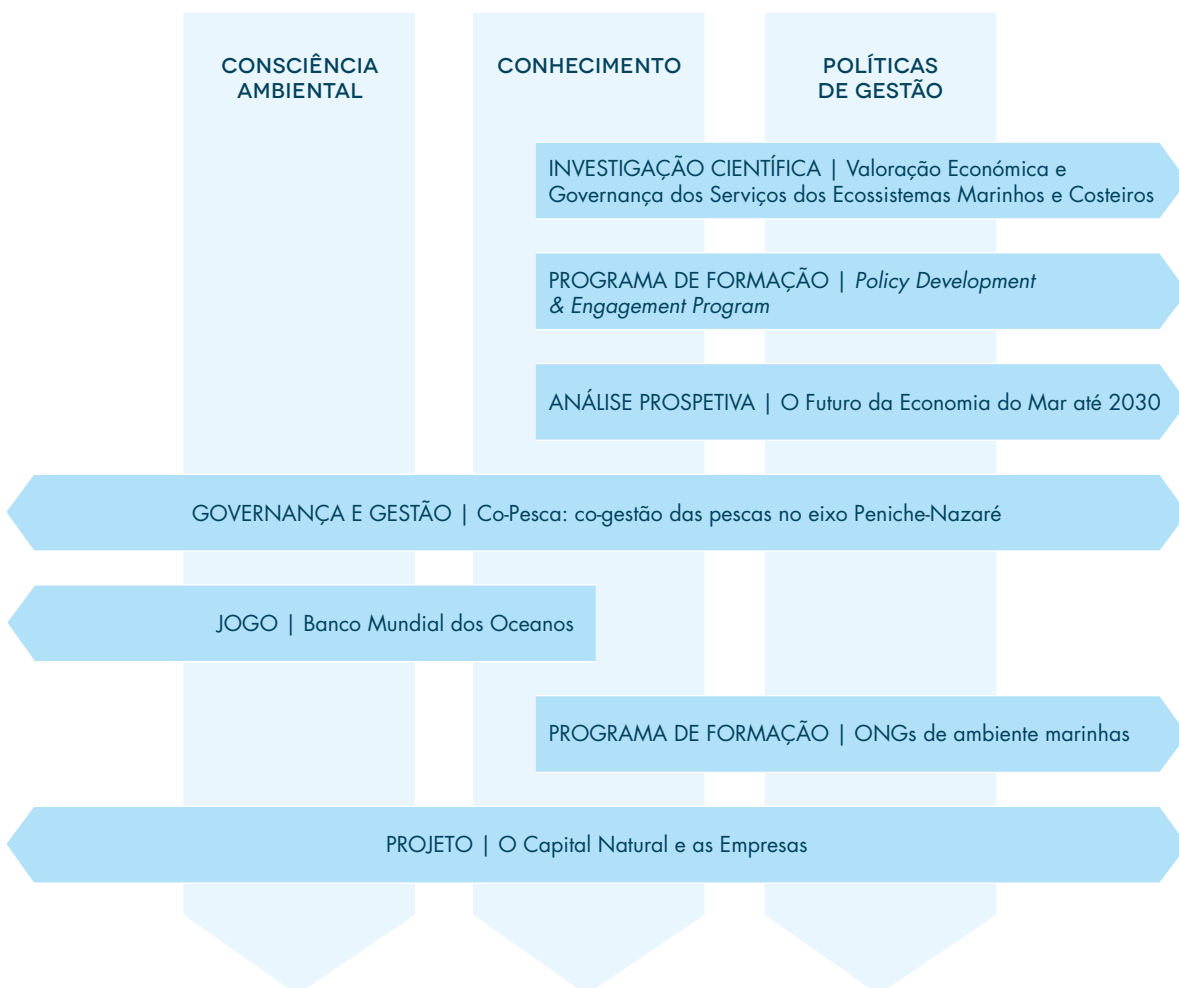 CONSCIÊNCIA
AMBIENTAL
CONHECIMENTO
POLÍTICAS
DE GESTÃO
INVESTIGAÇÃO CIENTÍFICA | Valoração Económica e
Governança dos Serviços dos Ecossistemas Marinhos e Costeiros
PROGRAMA DE FORMAÇÃO | Policy Development
& Engagement Program
ANÁLISE PROSPETIVA | O Futuro da Economia do Mar até 2030
GOVERNANÇA E GESTÃO | Co-Pesca: co-gestão das pescas no eixo Peniche-Nazaré
JOGO | Banco Mundial dos Oceanos
PROGRAMA DE FORMAÇÃO | ONGs de ambiente marinhas
PROJETO | O Capital Natural e as Empresas